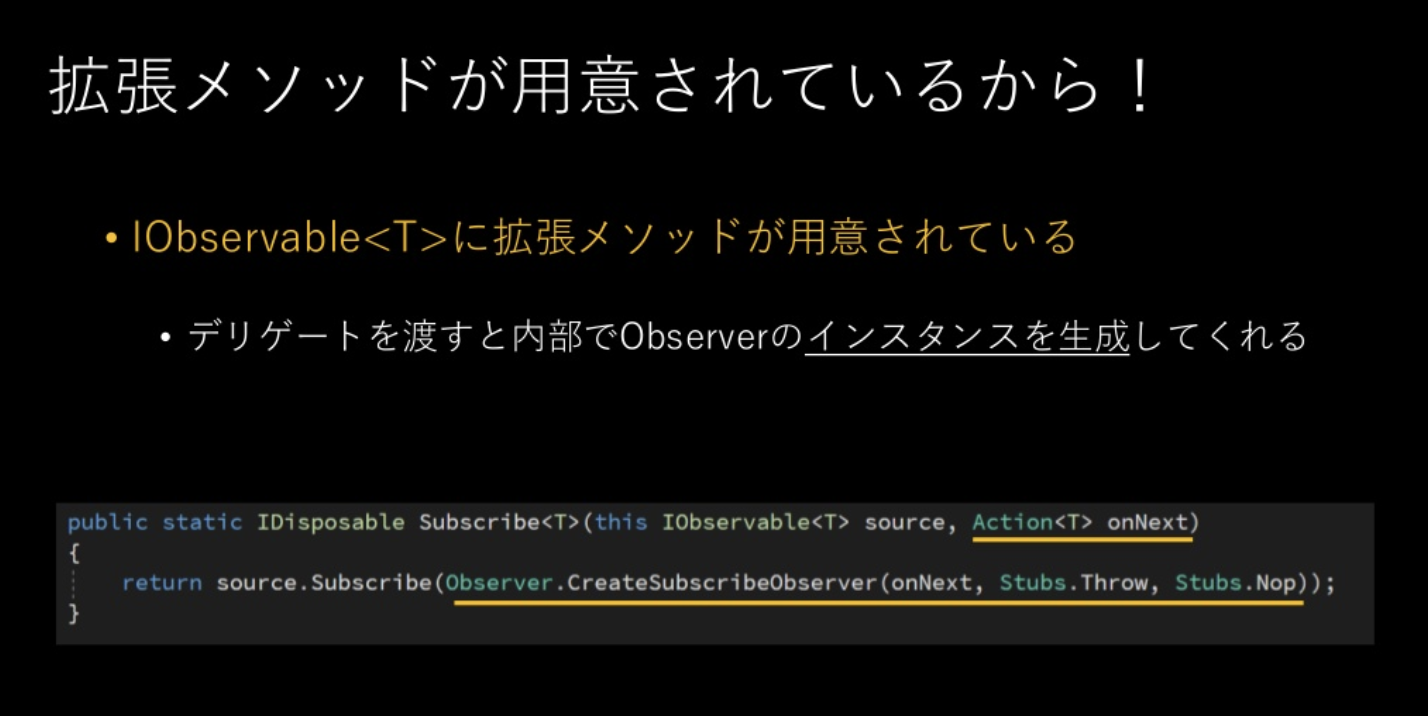 拡張メソッドが用意されているから！
• IObservable<T>に拡張メソッドが用意されている
• デリゲートを渡すと内部でObserverのインスタンスを生成してくれる
public static IDisposable Subscribe<T>(this IObservable<T> source, Action<T> onNext)
{
return source.Subscribe(Observer.CreateSubscribeObserver(onNext, Stubs.Throw, Stubs.Nop));
}